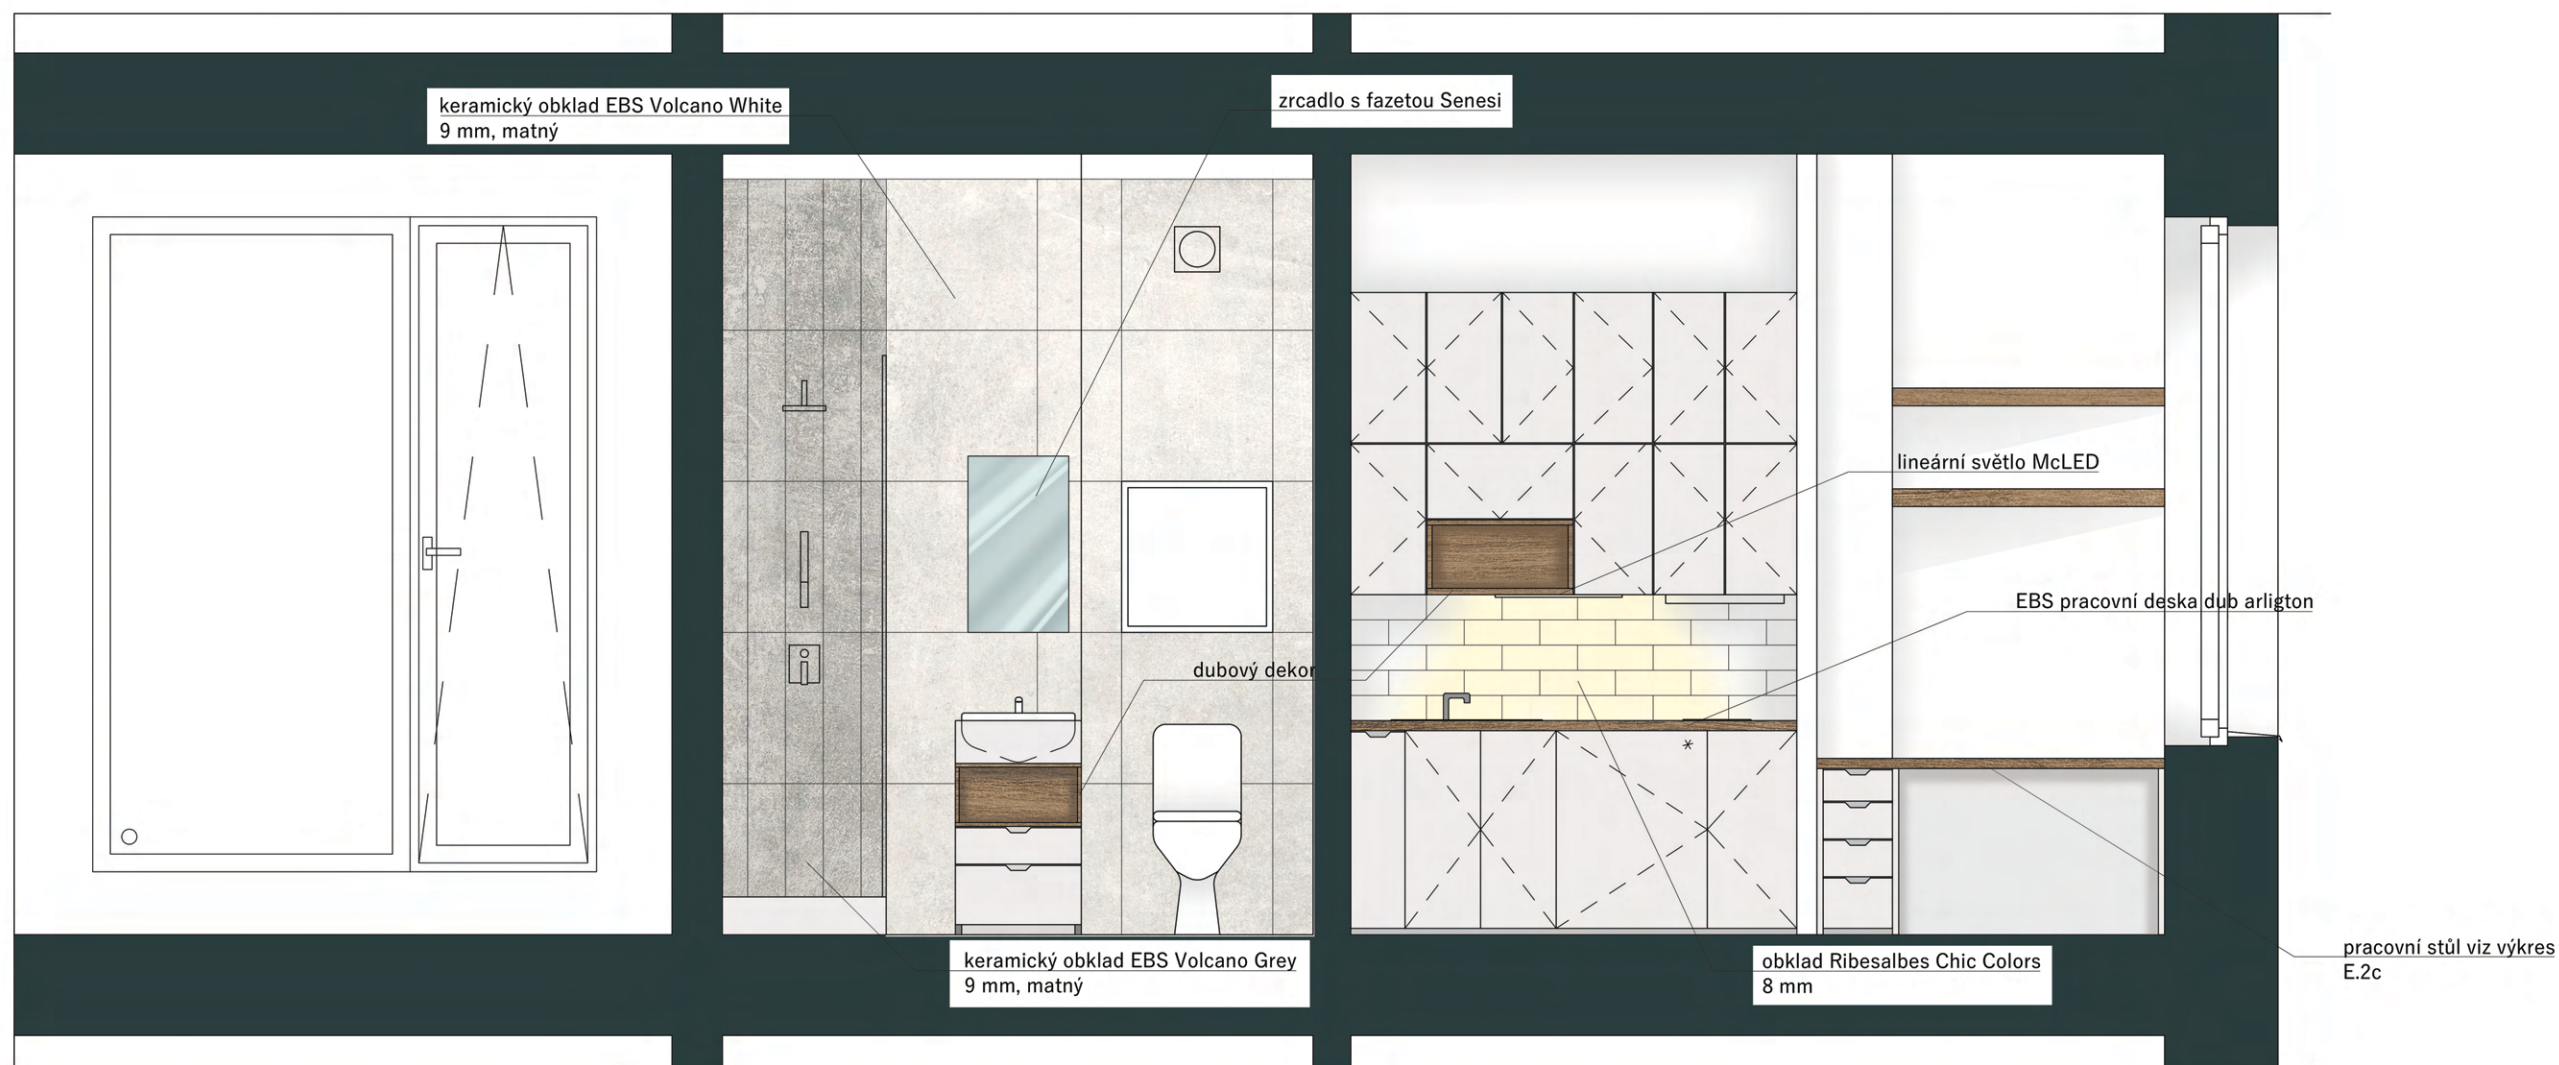 keramický obklad EBS Volcano White
9 mm, matný
zrcadlo s fazetou Senesi
lineární světlo McLED
EBS pracovní deska dub arligton
dubový dekor
keramický obklad EBS Volcano Grey
9 mm, matný
obklad Ribesalbes Chic Colors
8 mm
pracovní stůl viz výkres
E.2c
*